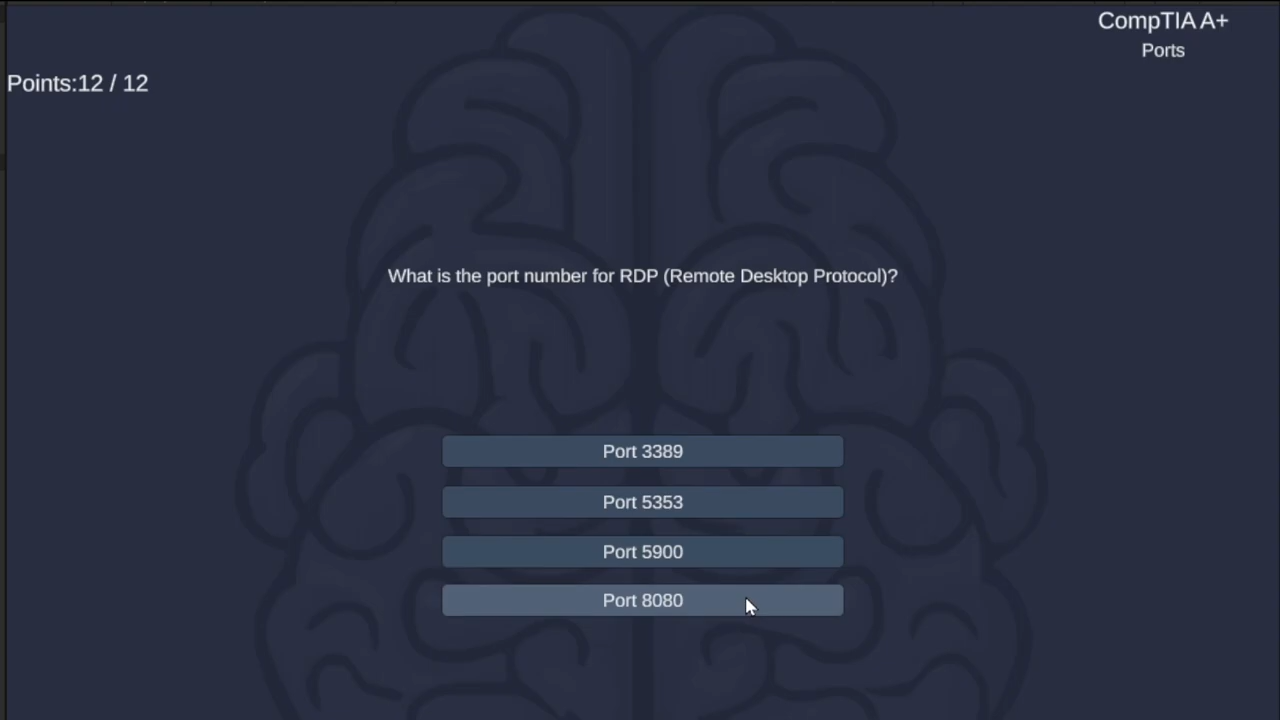 CompTIA A+
Ports
Points:12 / 12
What is the port number for RDP (Remote Desktop Protocol)?
Port 3389
Port 5353
Port 5900
Port 8080